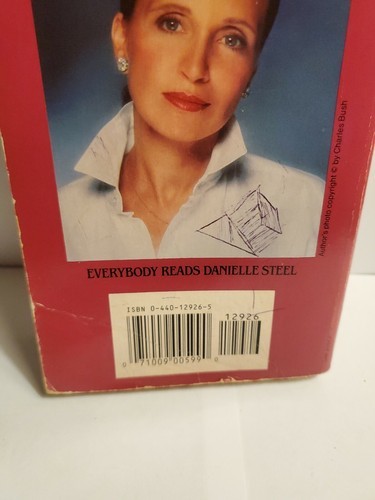 Author's photo copyright © by Charles Bush
EVERYBODY READS DANIELLE STEEL
ISBN 0-440-12926-5
12926
0 71009 00599 0